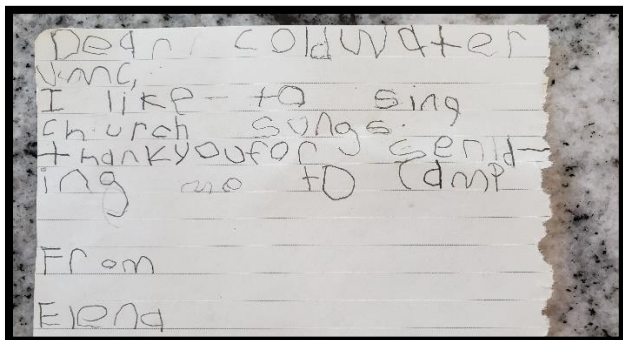 Dear Coldwater
UMC,
I like to sing
church songs.
thankyoufor send-
ing me to camp
From
Elena